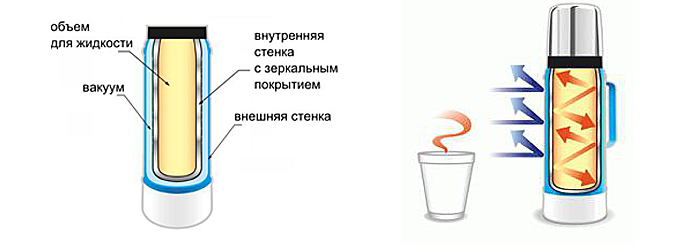 объем
для жидкости
вакуум
внутренняя
стенка
с зеркальным
покрытием
внешняя стенка